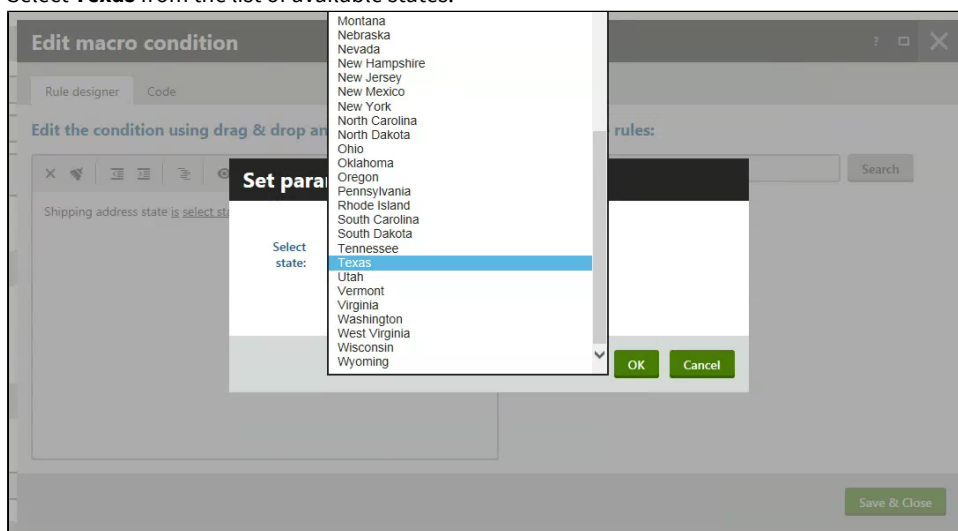 Select Texas from the list of available states.
Edit macro condition
?
Rule designer Code
Edit the condition using drag & drop an
rules:
Search
Shipping address state is select sta
Set para
Select
state:
Montana
Nebraska
Nevada
New Hampshire
New Jersey
New Mexico
New York
North Carolina
North Dakota
Ohio
Oklahoma
Oregon
Pennsylvania
Rhode Island
South Carolina
South Dakota
Tennessee
Texas
Utah
Vermont
Virginia
Washington
West Virginia
Wisconsin
Wyoming
OK Cancel
Save & Close